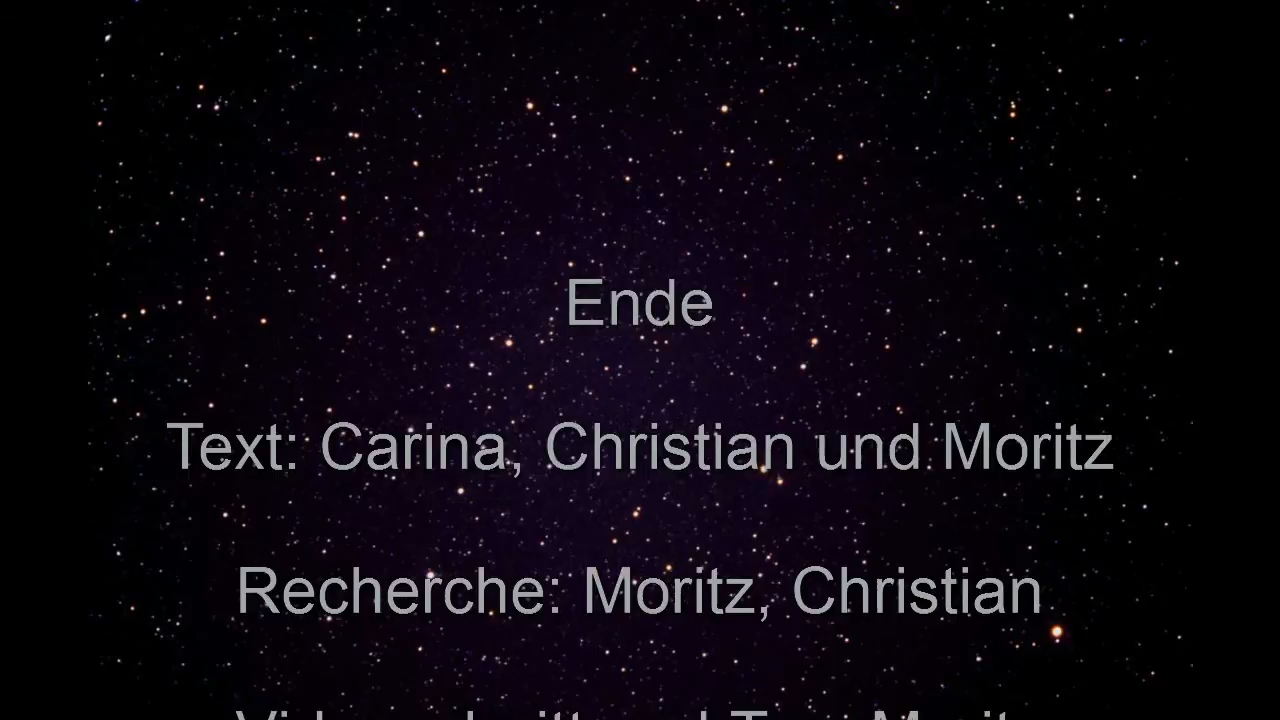 Ende
Text: Carina, Christian und Moritz
Recherche: Moritz, Christian